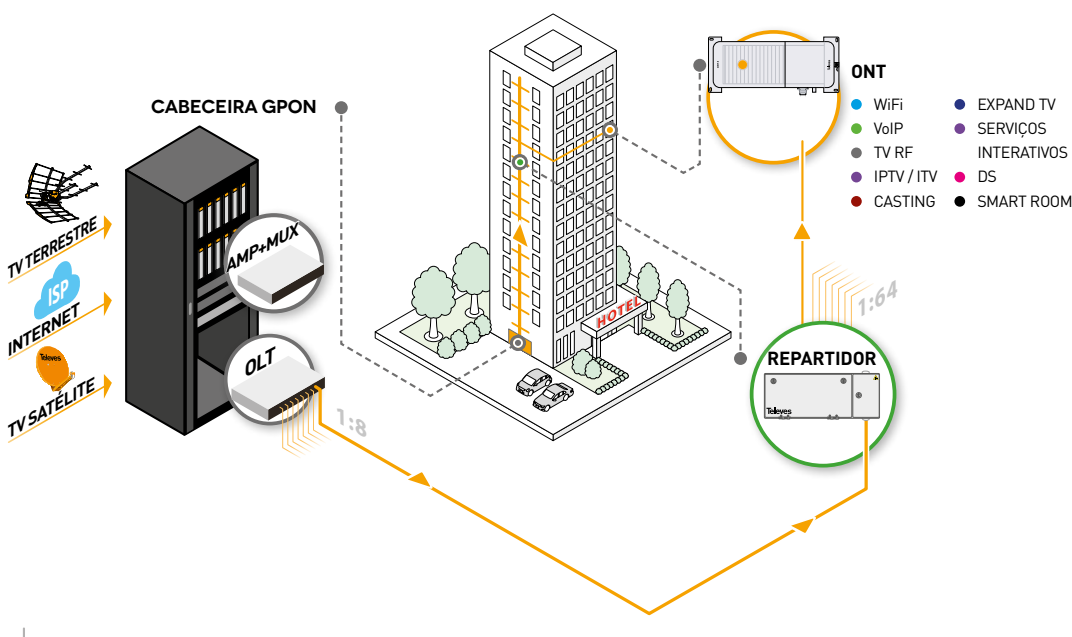 CABECEIRA GPON
TV TERRESTRE
ISP
INTERNET
Televes
TV SATÉLITE
AMP+MUX
OLT
1:8
HOTEL
ONT
WiFi
VoIP
TV RF
IPTV / ITV
CASTING
EXPAND TV
SERVIÇOS
INTERATIVOS
DS
SMART ROOM
1:64
REPARTIDOR
Televes